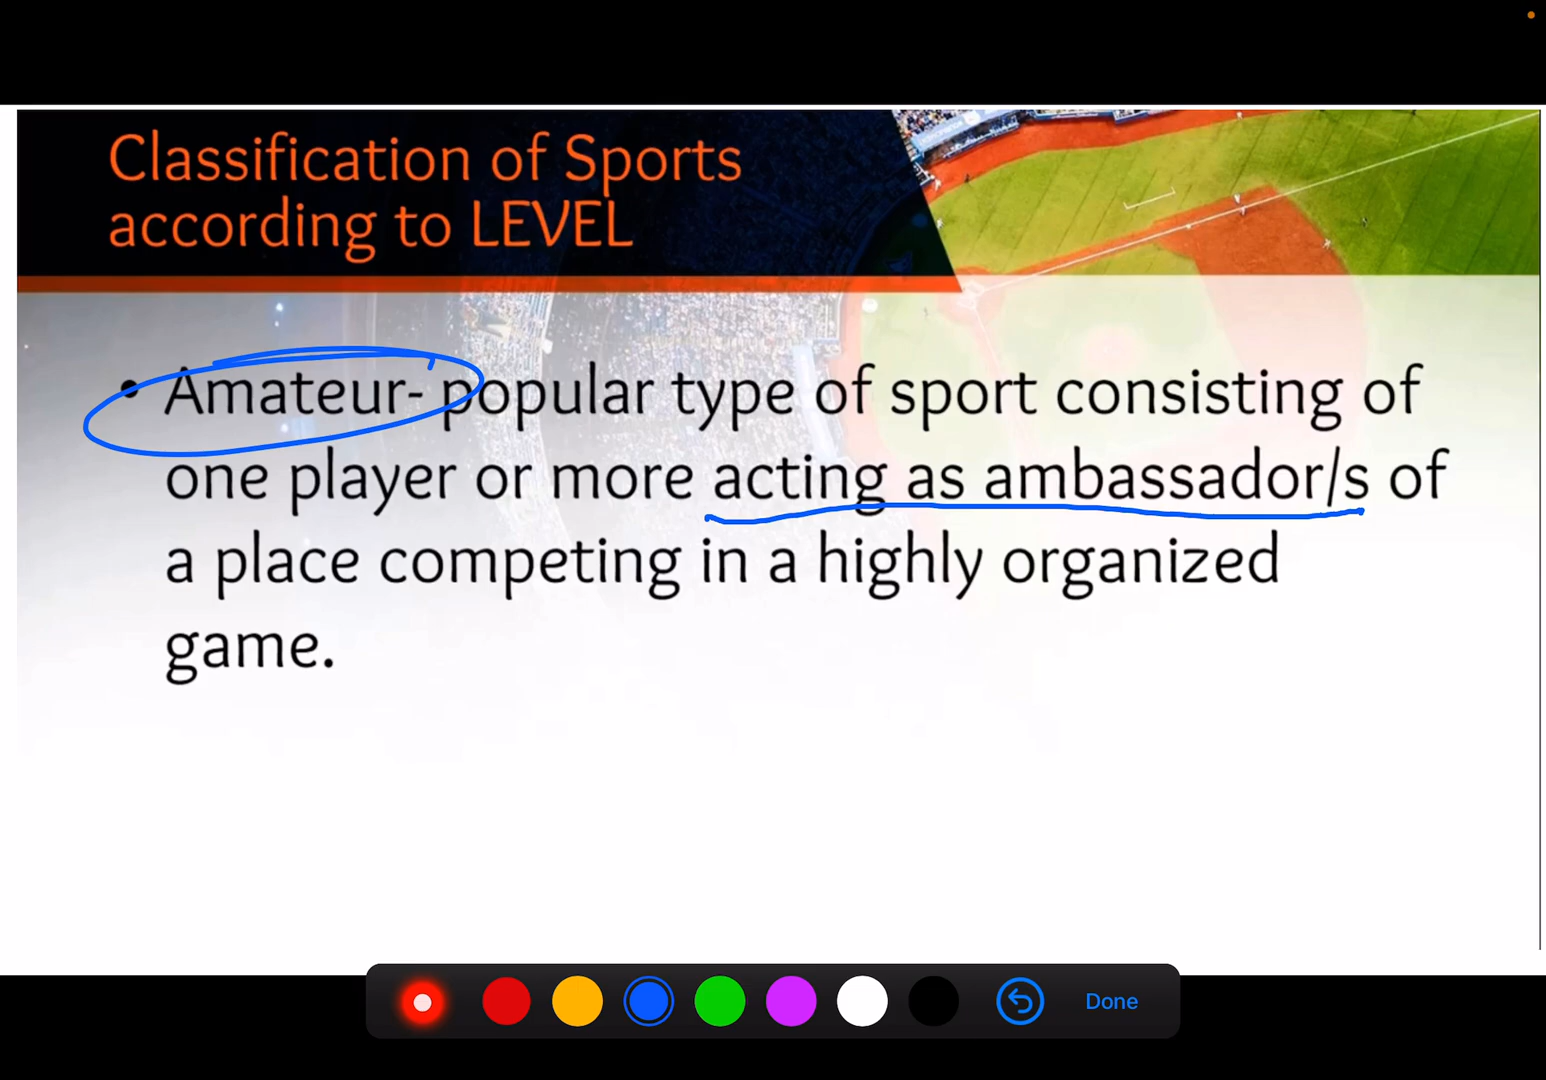 Classification of Sports
according to LEVEL
• Amateur- popular type of sport consisting of
one player or more acting as ambassador/s of
a place competing in a highly organized
game.
Done